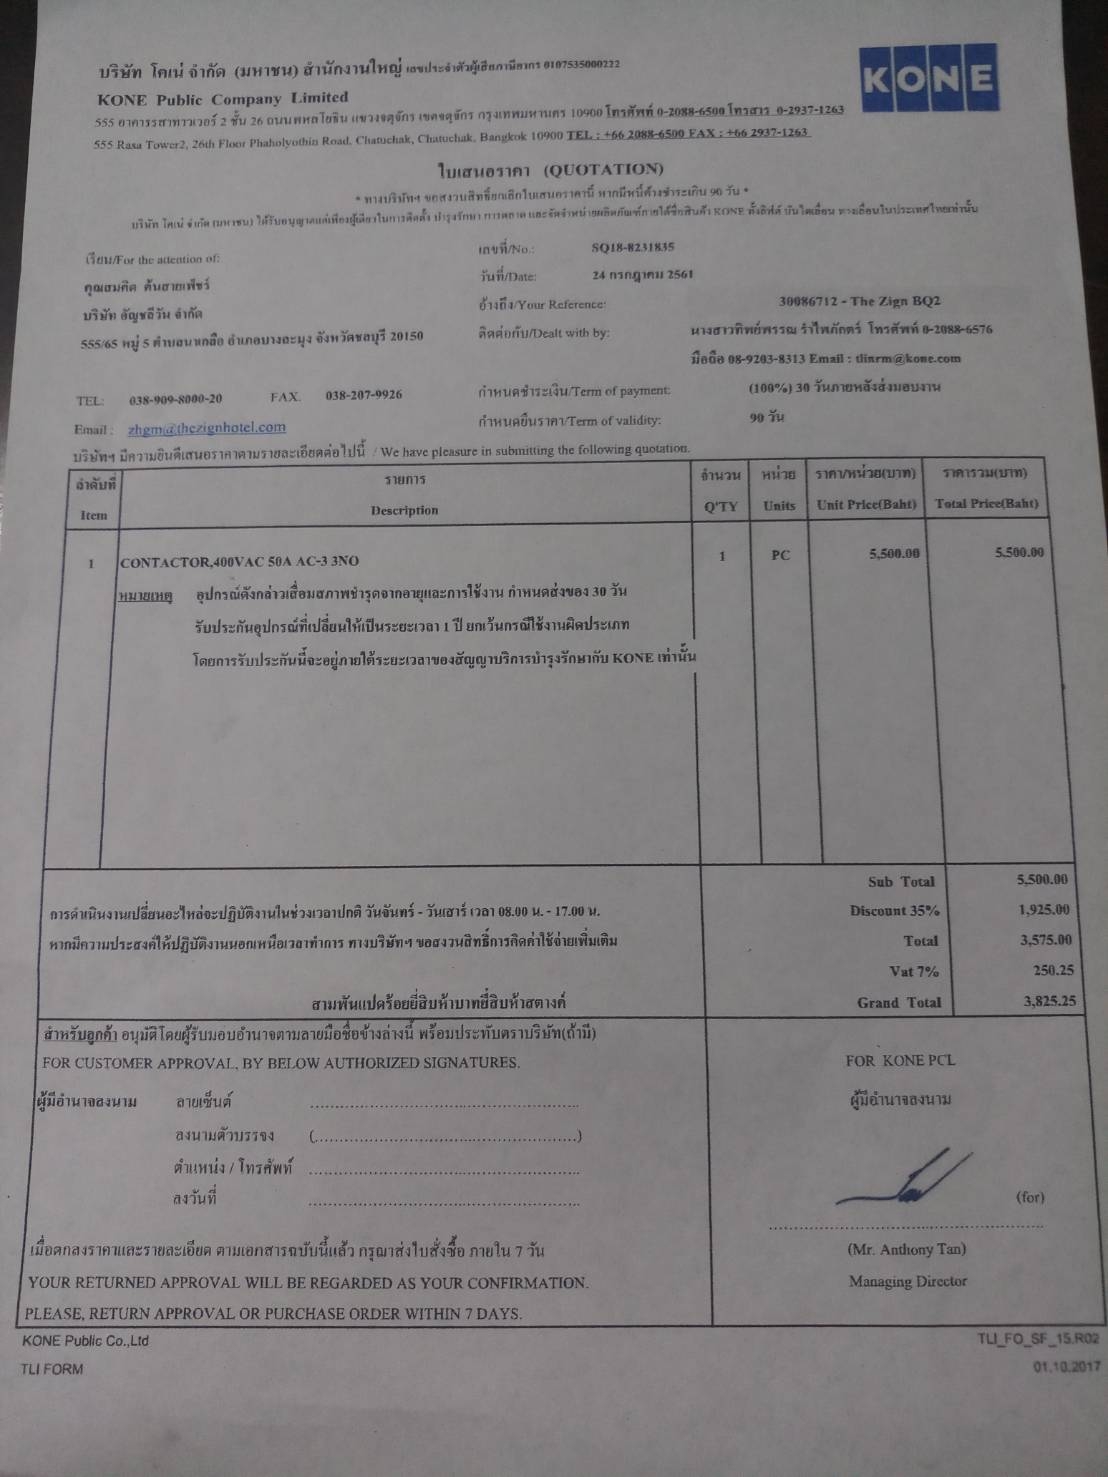 บริษัท โคเน่ จำกัด (มหาชน) สำนักงานใหญ่ เลขประจำตัวผู้เสียภาษีอากร 0107535000222
KONE
KONE Public Company Limited
555 อาคารรสาทาวเวอร์ 2 ชั้น 26 ถนนพหลโยธิน แขวงจตุจักร เขตจตุจักร กรุงเทพมหานคร 10900 โทรศัพท์ 0-2088-6500 โทรสาร 0-2937-1263
555 Rasa Tower2, 26th Floor Phaholyothin Road, Chatuchak, Chatuchak, Bangkok 10900 TEL : +66 2088-6500 FAX : +66 2937-1263
ใบเสนอราคา (QUOTATION)
* ทางบริษัทฯ ขอสงวนสิทธิ์ยกเลิกใบเสนอราคานี้ หากมีหนี้ค้างชำระเกิน 90 วัน *
บริษัท โคเน่ จำกัด (มหาชน) ได้รับอนุญาตแต่เพียงผู้เดียวในการติดตั้ง บำรุงรักษา การตลาด และจัดจำหน่ายผลิตภัณฑ์ภายใต้ชื่อสินค้า KONE ทั้งลิฟต์ บันไดเลื่อน ทางเลื่อนในประเทศไทยเท่านั้น
เรียน/For the attention of:
เลขที่/No.: SQ18-8231835
คุณสมคิด ต้นสายเพ็ชร์
วันที่/Date: 24 กรกฎาคม 2561
บริษัท อัญชลีวัน จำกัด
อ้างถึง/Your Reference: 30086712 - The Zign BQ2
555/65 หมู่ 5 ตำบลนาเกลือ อำเภอบางละมุง จังหวัดชลบุรี 20150
ติดต่อกับ/Dealt with by: นางสาวทิพย์พรรณ รำไพภักตร์ โทรศัพท์ 0-2088-6576
มือถือ 08-9203-8313 Email : tlinrm@kone.com
TEL: 038-909-8000-20 FAX. 038-207-9926
กำหนดชำระเงิน/Term of payment: (100%) 30 วันภายหลังส่งมอบงาน
Email : zhgm@thezignhotel.com
กำหนดยืนราคา/Term of validity: 90 วัน
บริษัทฯ มีความยินดีเสนอราคาตามรายละเอียดต่อไปนี้ / We have pleasure in submitting the following quotation.
ลำดับที่ รายการ จำนวน หน่วย ราคา/หน่วย(บาท) ราคารวม(บาท)
Item Description Q'TY Units Unit Price(Baht) Total Price(Baht)
1 CONTACTOR,400VAC 50A AC-3 3NO 1 PC 5,500.00 5,500.00
หมายเหตุ อุปกรณ์ดังกล่าวเสื่อมสภาพชำรุดจากอายุและการใช้งาน กำหนดส่งของ 30 วัน
รับประกันอุปกรณ์ที่เปลี่ยนให้เป็นระยะเวลา 1 ปี ยกเว้นกรณีใช้งานผิดประเภท
โดยการรับประกันนี้จะอยู่ภายใต้ระยะเวลาของสัญญาบริการบำรุงรักษากับ KONE เท่านั้น
Sub Total 5,500.00
การดำเนินงานเปลี่ยนอะไหล่จะปฏิบัติงานในช่วงเวลาปกติ วันจันทร์ - วันเสาร์ เวลา 08.00 น. - 17.00 น.
Discount 35% 1,925.00
หากมีความประสงค์ให้ปฏิบัติงานนอกเหนือเวลาทำการ ทางบริษัทฯ ขอสงวนสิทธิ์การคิดค่าใช้จ่ายเพิ่มเติม
Total 3,575.00
Vat 7% 250.25
สามพันแปดร้อยยี่สิบห้าบาทยี่สิบห้าสตางค์
Grand Total 3,825.25
สำหรับลูกค้า อนุมัติโดยผู้รับมอบอำนาจตามลายมือชื่อข้างล่างนี้ พร้อมประทับตราบริษัท(ถ้ามี)
FOR CUSTOMER APPROVAL, BY BELOW AUTHORIZED SIGNATURES.
FOR KONE PCL
ผู้มีอำนาจลงนาม ลายเซ็นต์
ผู้มีอำนาจลงนาม
ลงนามตัวบรรจง (..................................................)
ตำแหน่ง / โทรศัพท์
ลงวันที่
(for)
เมื่อตกลงราคาและรายละเอียด ตามเอกสารฉบับนี้แล้ว กรุณาส่งใบสั่งซื้อ ภายใน 7 วัน
(Mr. Anthony Tan)
YOUR RETURNED APPROVAL WILL BE REGARDED AS YOUR CONFIRMATION.
Managing Director
PLEASE, RETURN APPROVAL OR PURCHASE ORDER WITHIN 7 DAYS.
KONE Public Co.,Ltd
TLI_FO_SF_15.R02
TLI FORM
01.10.2017